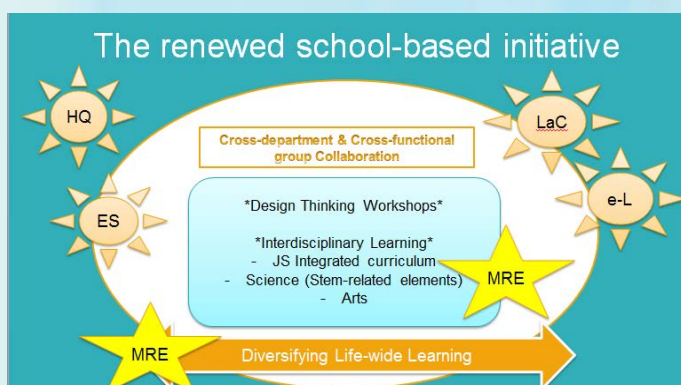 The renewed school-based initiative
HQ
LaC
Cross-department & Cross-functional
group Collaboration
e-L
ES
*Design Thinking Workshops*
*Interdisciplinary Learning*
- JS Integrated curriculum
- Science (Stem-related elements)
- Arts
MRE
MRE
Diversifying Life-wide Learning